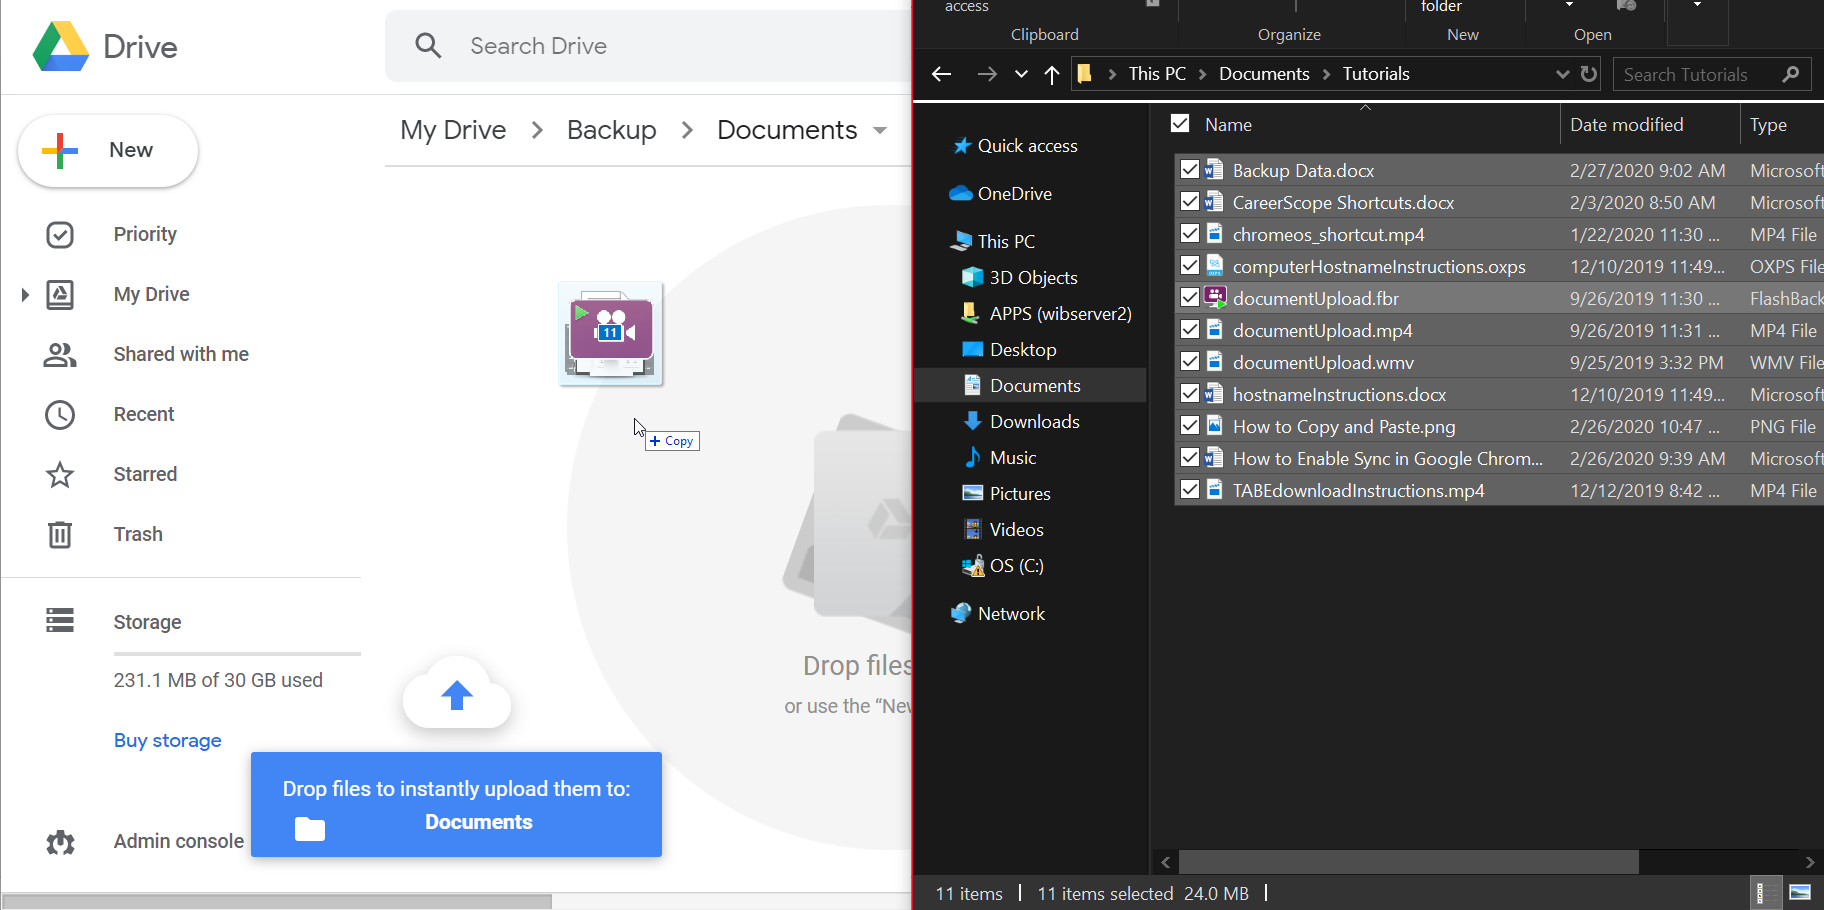 Drive
Search Drive
New
My Drive
Backup
Documents
Priority
My Drive
Shared with me
Recent
Starred
Trash
Storage
231.1 MB of 30 GB used
Buy storage
Admin console
11
Copy
Drop files
or use the “Nev
Drop files to instantly upload them to:
Documents
access
folder
Clipboard
Organize
New
Open
This PC
Documents
Tutorials
Search Tutorials
Quick access
OneDrive
This PC
3D Objects
APPS (wibserver2)
Desktop
Documents
Downloads
Music
Pictures
Videos
OS (C:)
Network
Name Date modified Type
Backup Data.docx 2/27/2020 9:02 AM Microsoft
CareerScope Shortcuts.docx 2/3/2020 8:50 AM Microsoft
chromeos_shortcut.mp4 1/22/2020 11:30 ... MP4 File
computerHostnameInstructions.oxps 12/10/2019 11:49... OXPS File
documentUpload.fbr 9/26/2019 11:30 ... FlashBack
documentUpload.mp4 9/26/2019 11:31 ... MP4 File
documentUpload.wmv 9/25/2019 3:32 PM WMV File
hostnameInstructions.docx 12/10/2019 11:49... Microsoft
How to Copy and Paste.png 2/26/2020 10:47 ... PNG File
How to Enable Sync in Google Chrom... 2/26/2020 9:39 AM Microsoft
TABEdownloadInstructions.mp4 12/12/2019 8:42 ... MP4 File
11 items
11 items selected 24.0 MB